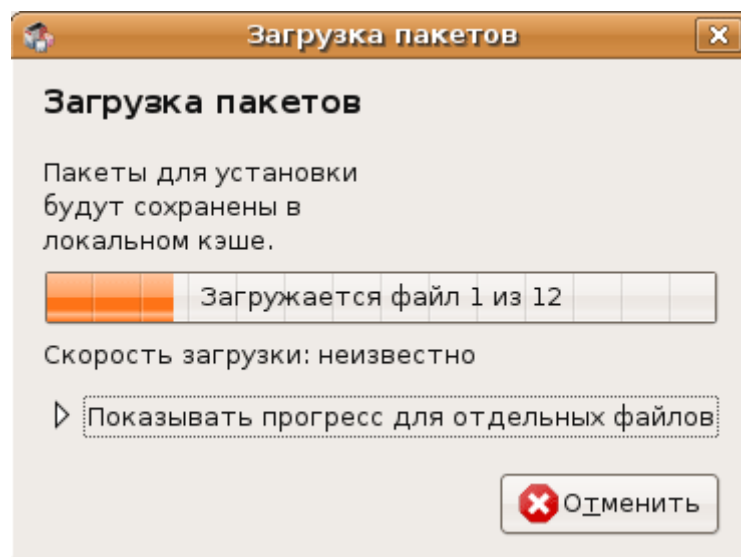 Загрузка пакетов
Загрузка пакетов
Пакеты для установки
будут сохранены в
локальном кэше.
Загружается файл 1 из 12
Скорость загрузки: неизвестно
Показывать прогресс для отдельных файлов
Отменить